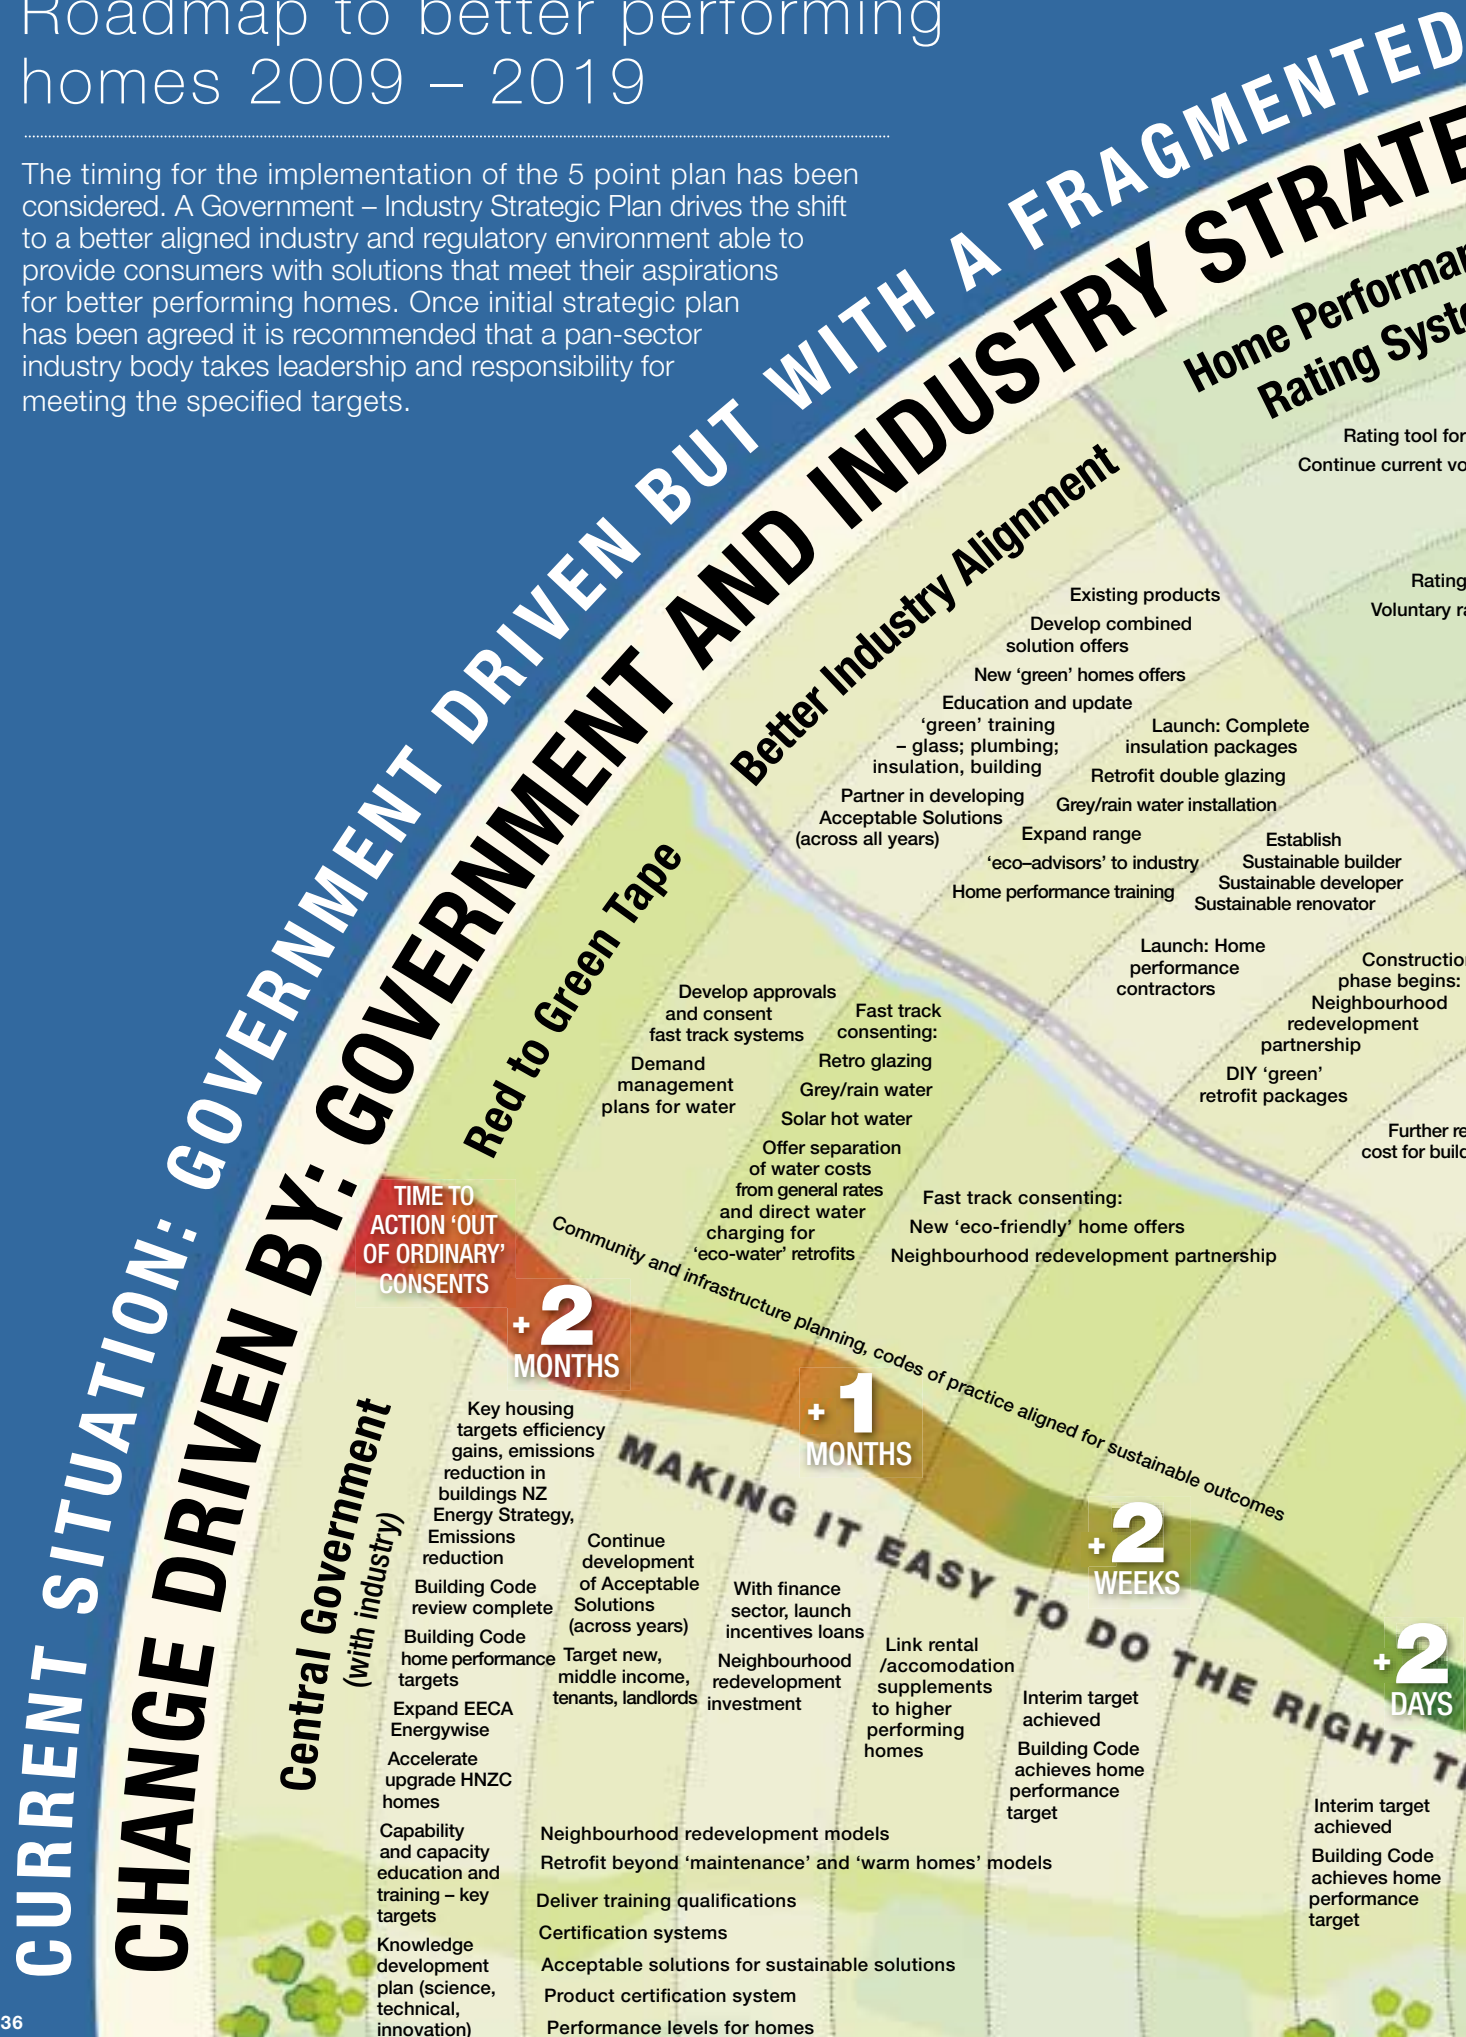 Roadmap to better performing
homes 2009 – 2019
The timing for the implementation of the 5 point plan has been
considered. A Government – Industry Strategic Plan drives the shift
to a better aligned industry and regulatory environment able to
provide consumers with solutions that meet their aspirations
for better performing homes. Once initial strategic plan
has been agreed it is recommended that a pan-sector
industry body takes leadership and responsibility for
meeting the specified targets.
CURRENT SITUATION: GOVERNMENT DRIVEN BUT WITH A FRAGMENTED
CHANGE DRIVEN BY: GOVERNMENT AND INDUSTRY STRATE
Home Performan
Rating Syste
Rating tool for
Continue current vo
Rating
Voluntary ra
Better Industry Alignment
Existing products
Develop combined
solution offers
New ‘green’ homes offers
Education and update
‘green’ training
– glass; plumbing;
insulation, building
Partner in developing
Acceptable Solutions
(across all years)
Launch: Complete
insulation packages
Retrofit double glazing
Grey/rain water installation
Expand range
‘eco–advisors’ to industry
Home performance training
Establish
Sustainable builder
Sustainable developer
Sustainable renovator
Launch: Home
performance
contractors
Constructio
phase begins:
Neighbourhood
redevelopment
partnership
DIY ‘green’
retrofit packages
Further re
cost for build
Red to Green Tape
Develop approvals
and consent
fast track systems
Demand
management
plans for water
Fast track
consenting:
Retro glazing
Grey/rain water
Solar hot water
Offer separation
of water costs
from general rates
and direct water
charging for
‘eco-water’ retrofits
Fast track consenting:
New ‘eco-friendly’ home offers
Neighbourhood redevelopment partnership
Community and infrastructure planning, codes of practice aligned for sustainable outcomes
TIME TO
ACTION ‘OUT
OF ORDINARY’
CONSENTS
+2
MONTHS
+1
MONTHS
+2
WEEKS
+2
DAYS
MAKING IT EASY TO DO THE RIGHT T
Central Government
(with industry)
Key housing
targets efficiency
gains, emissions
reduction in
buildings NZ
Energy Strategy,
Emissions
reduction
Building Code
review complete
Building Code
home performance
targets
Expand EECA
Energywise
Accelerate
upgrade HNZC
homes
Capability
and capacity
education and
training – key
targets
Knowledge
development
plan (science,
technical,
innovation)
Continue
development
of Acceptable
Solutions
(across years)
Target new,
middle income,
tenants, landlords
With finance
sector, launch
incentives loans
Neighbourhood
redevelopment
investment
Link rental
/accomodation
supplements
to higher
performing
homes
Interim target
achieved
Building Code
achieves home
performance
target
Interim target
achieved
Building Code
achieves home
performance
target
Neighbourhood redevelopment models
Retrofit beyond ‘maintenance’ and ‘warm homes’ models
Deliver training qualifications
Certification systems
Acceptable solutions for sustainable solutions
Product certification system
Performance levels for homes
36